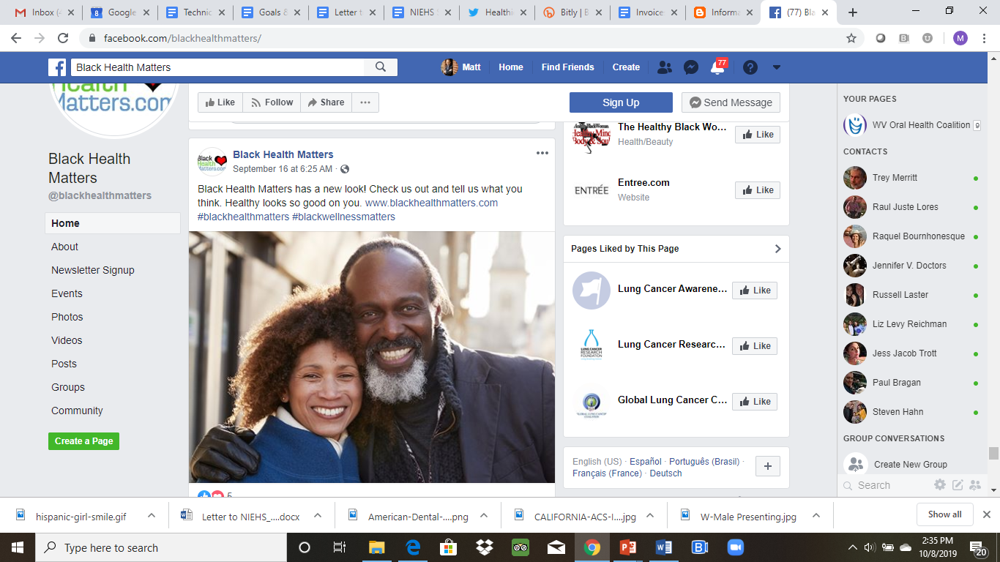 Inbox (4
Google
Technic
Goals &
Letter t
NIEHS
Healthi
Bitly | B
Invoice
Informa
(77) Bla
facebook.com/blackhealthmatters/
M
Black Health Matters
Matt
Home
Find Friends
Create
77
Health
Matters.com
Like
Follow
Share
Sign Up
Send Message
Black Health
Matters
@blackhealthmatters
Home
About
Newsletter Signup
Events
Photos
Videos
Posts
Groups
Community
Create a Page
Black Health Matters
September 16 at 6:25 AM ·
Black Health Matters has a new look! Check us out and tell us what you
think. Healthy looks so good on you. www.blackhealthmatters.com
#blackhealthmatters #blackwellnessmatters
5
The Healthy Black Wo...
Health/Beauty
Like
ENTRÉE
Entree.com
Website
Like
Pages Liked by This Page
Lung Cancer Awarene...
Like
LUNG CANCER
RESEARCH
FOUNDATION
Lung Cancer Researc...
Like
Global Lung Cancer C...
Like
English (US) · Español · Português (Brasil) ·
Français (France) · Deutsch
YOUR PAGES
WV Oral Health Coalition 9
CONTACTS
Trey Merritt
Raul Juste Lores
Raquel Bournhonesque
Jennifer V. Doctors
Russell Laster
Liz Levy Reichman
Jess Jacob Trott
Paul Bragan
Steven Hahn
GROUP CONVERSATIONS
Create New Group
Search
hispanic-girl-smile.gif
Letter to NIEHS_....docx
American-Dental-....png
CALIFORNIA-ACS-I....jpg
W-Male Presenting.jpg
Show all
Type here to search
2:35 PM
10/8/2019
20